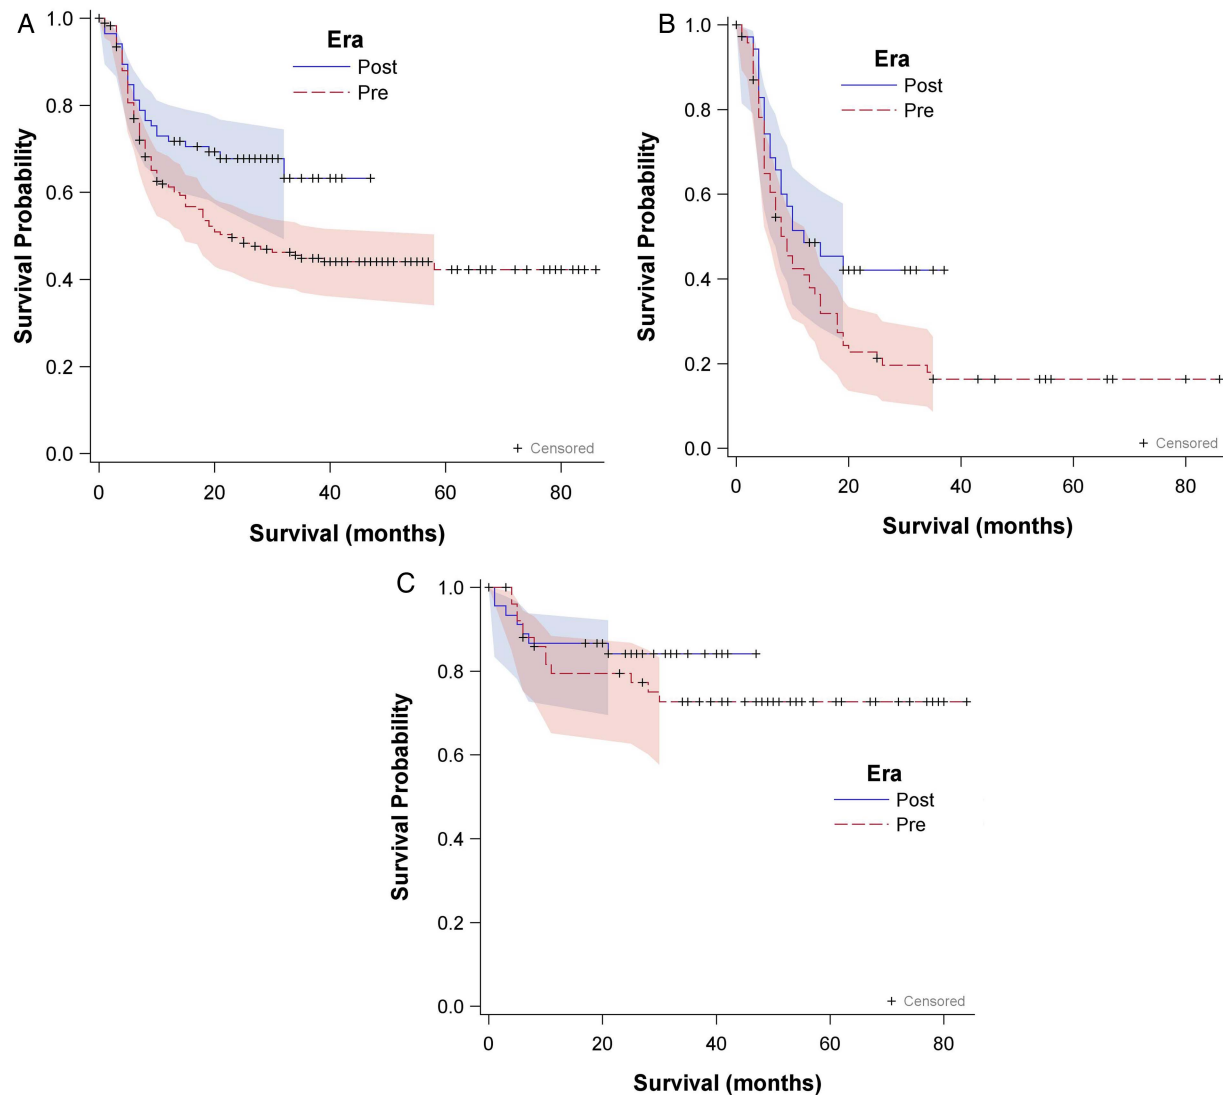 A
Era
Post
Pre
1.0
0.8
0.6
0.4
0.2
0.0
Survival Probability
+ Censored
0 20 40 60 80
Survival (months)
B
Era
Post
Pre
1.0
0.8
0.6
0.4
0.2
0.0
Survival Probability
+ Censored
0 20 40 60 80
Survival (months)
C
Era
Post
Pre
1.0
0.8
0.6
0.4
0.2
0.0
Survival Probability
+ Censored
0 20 40 60 80
Survival (months)